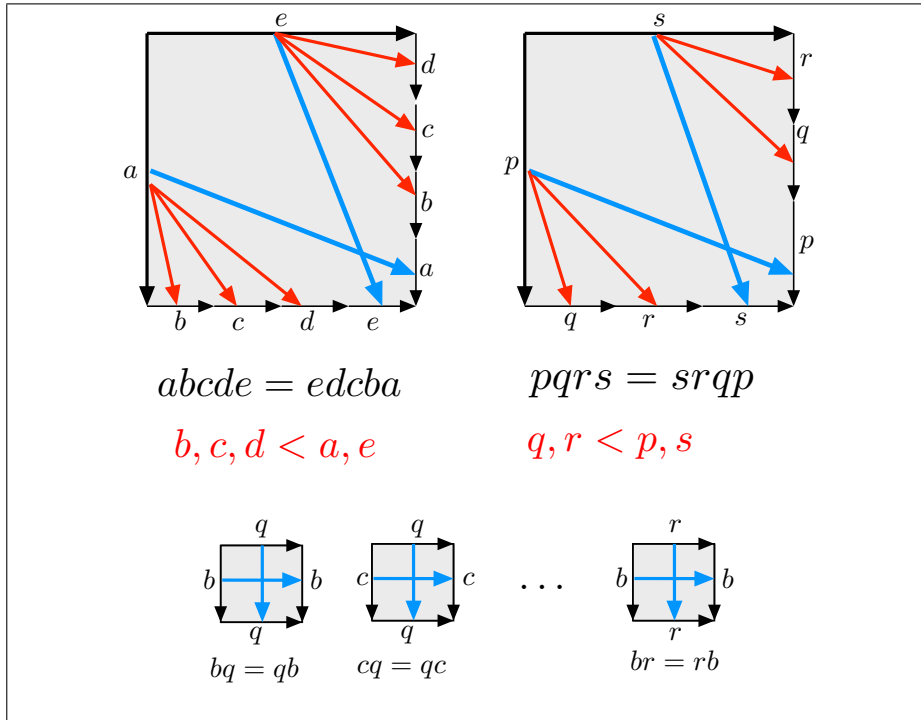 e s
d r
c q
a p
b
a p
b c d e q r s
abcde = edcba pqrs = srqp
b, c, d < a, e q, r < p, s
q q r
b b c c . . . b b
q q r
bq = qb cq = qc br = rb